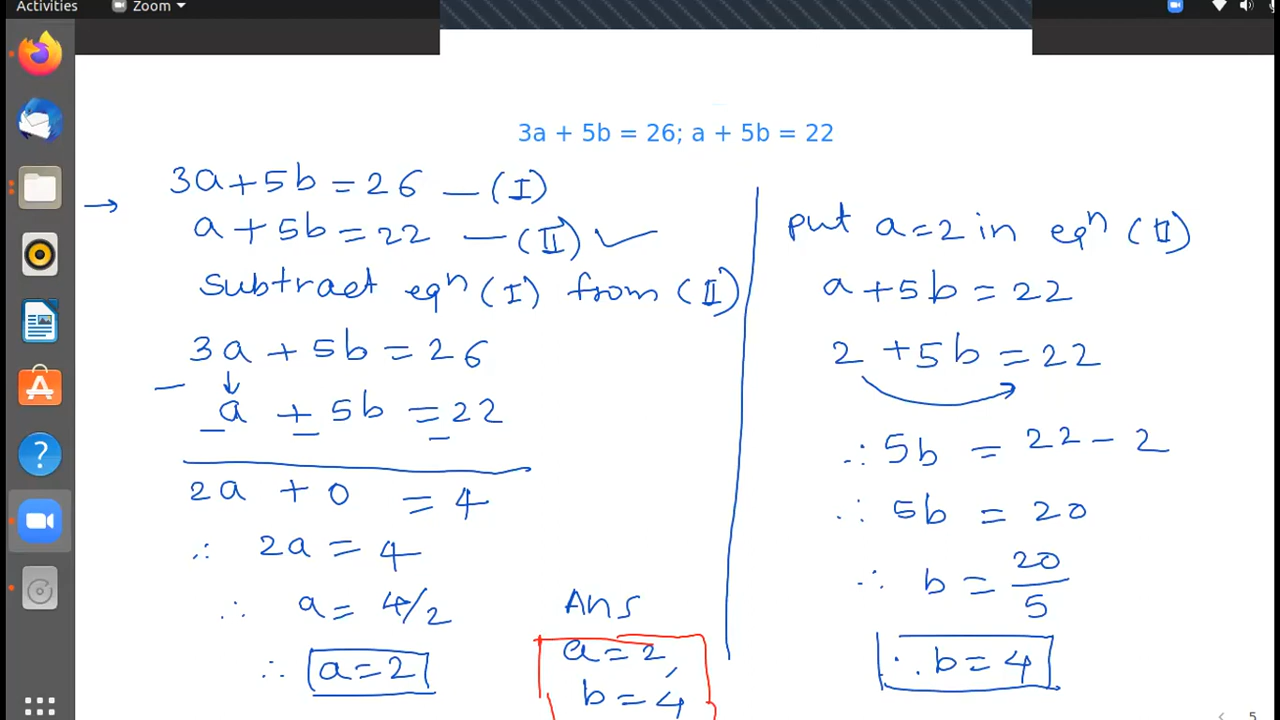 Activities Zoom
3a + 5b = 26; a + 5b = 22
→ 3a + 5b = 26 — (I)
a + 5b = 22 — (II) ✓
Subtract eqⁿ (I) from (II)
3a + 5b = 26
− a + 5b = 22
− − −
2a + 0 = 4
∴ 2a = 4
∴ a = 4/2
∴ a = 2
Ans
a = 2,
b = 4
put a = 2 in eqⁿ (II)
a + 5b = 22
2 + 5b = 22
∴ 5b = 22 − 2
∴ 5b = 20
∴ b = 20/5
∴ b = 4
5